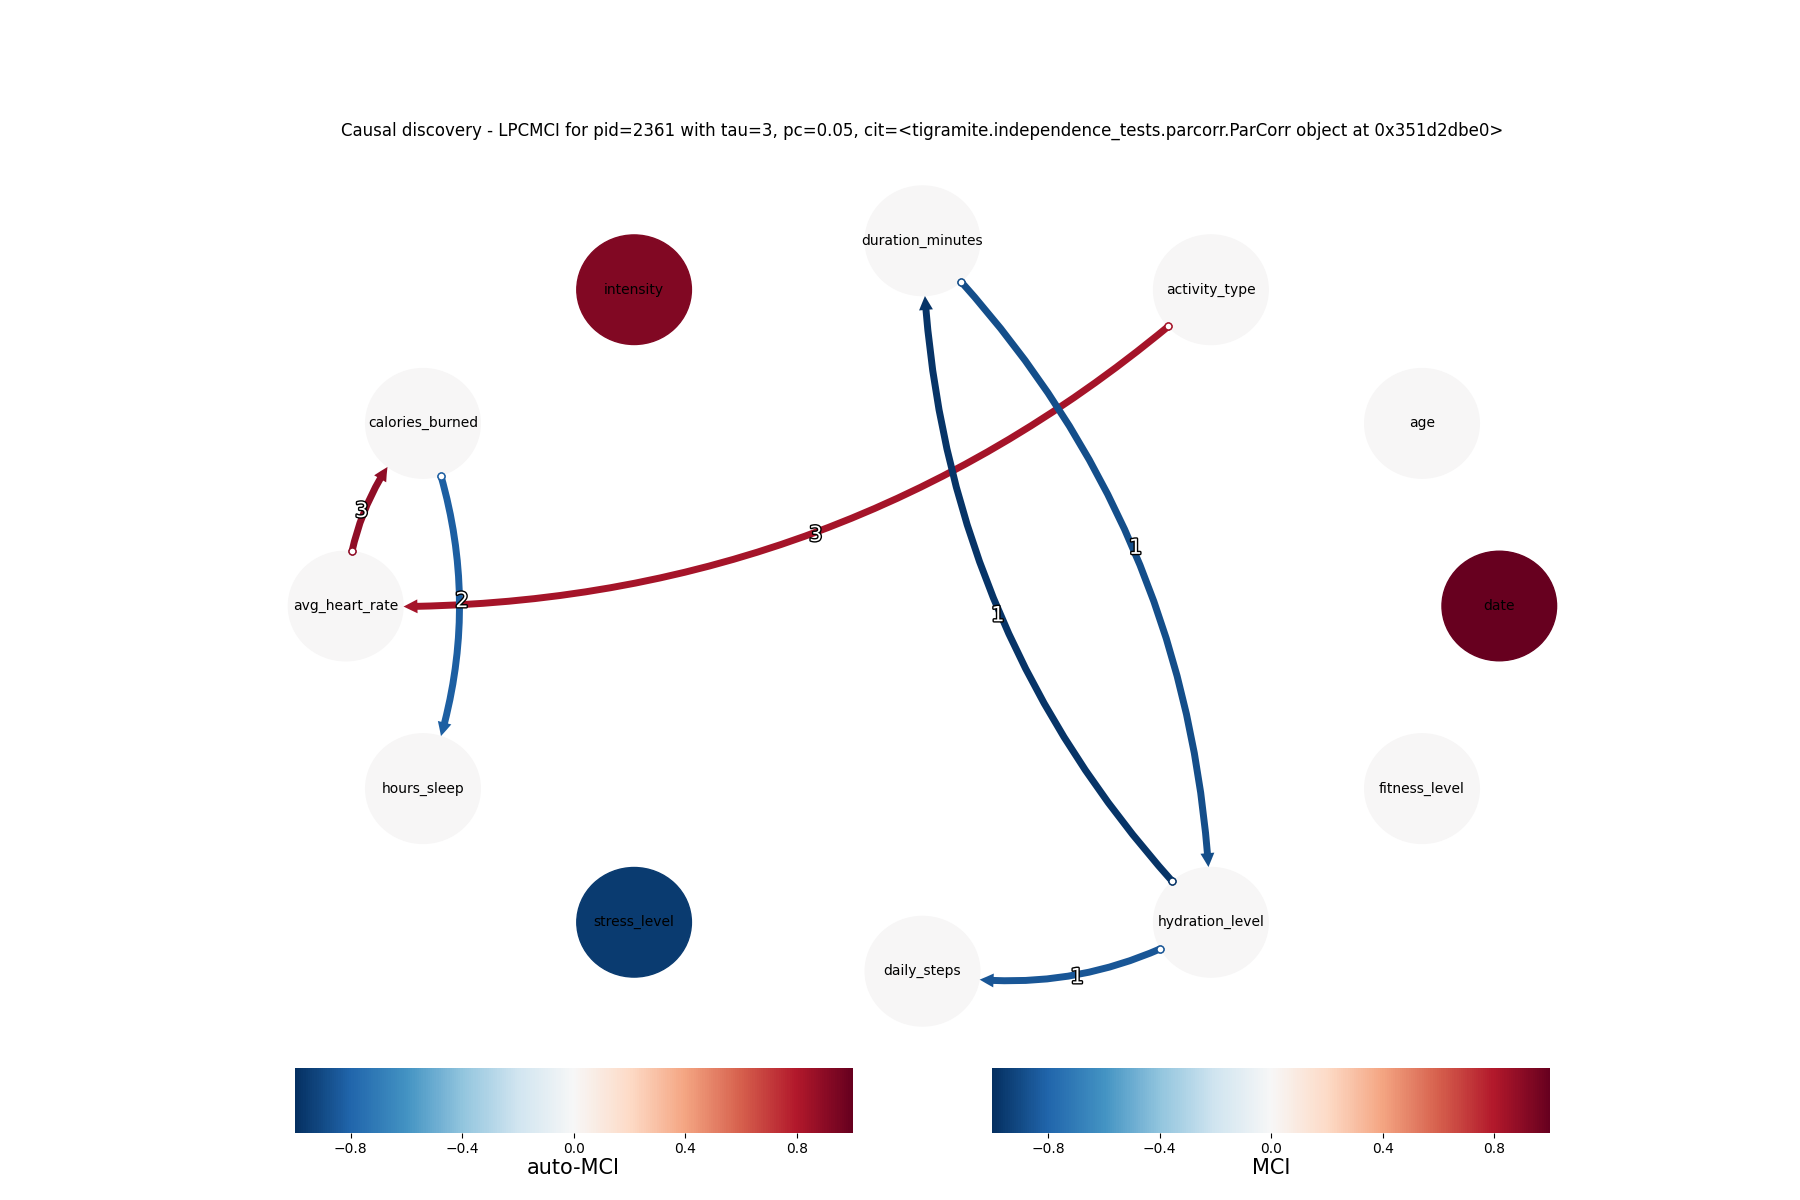 Causal discovery - LPCMCI for pid=2361 with tau=3, pc=0.05, cit=<tigramite.independence_tests.parcorr.ParCorr object at 0x351d2dbe0>
duration_minutes
intensity
activity_type
calories_burned
age
3
3
1
2
avg_heart_rate
date
1
hours_sleep
fitness_level
stress_level
hydration_level
daily_steps
1
−0.8 −0.4 0.0 0.4 0.8
auto-MCI
−0.8 −0.4 0.0 0.4 0.8
MCI